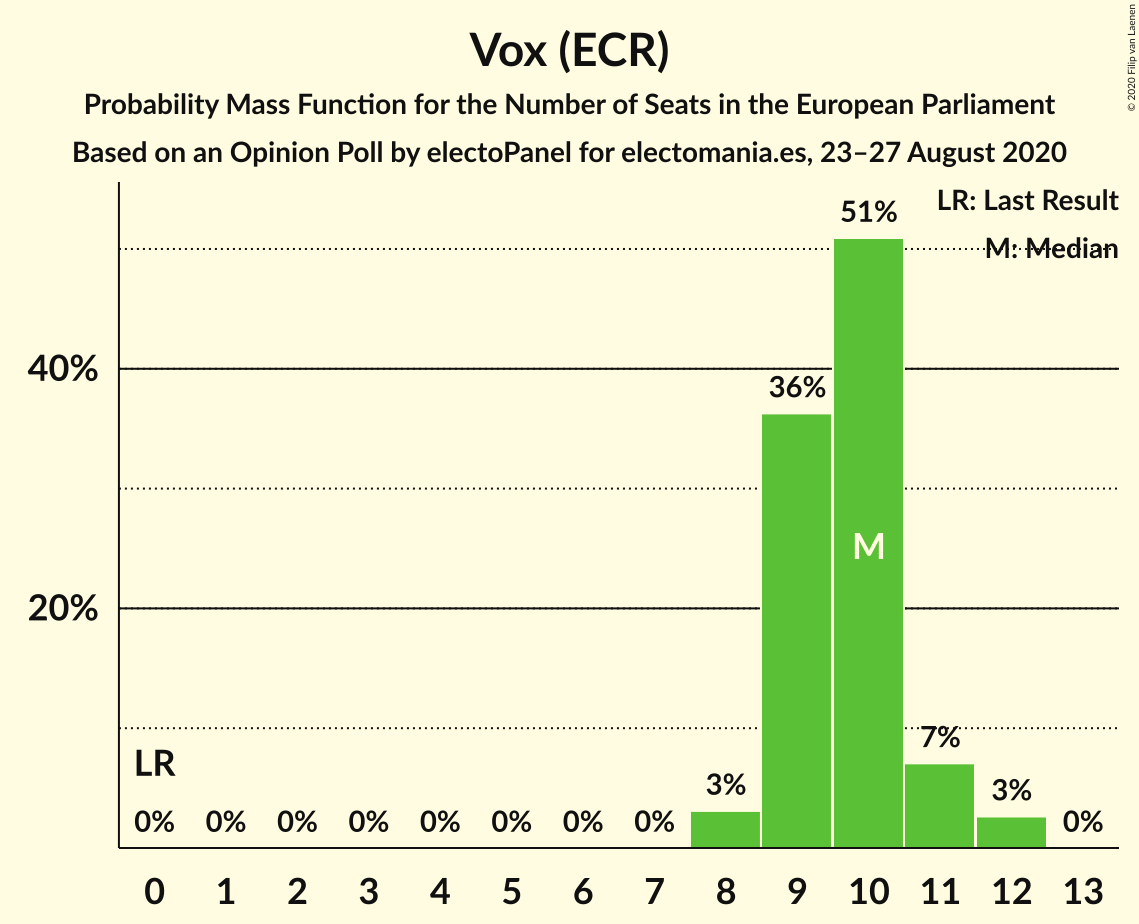 Vox (ECR)
Probability Mass Function for the Number of Seats in the European Parliament
Based on an Opinion Poll by electoPanel for electomania.es, 23–27 August 2020
© 2020 Filip van Laenen
LR: Last Result
M: Median
51%
40%
36%
M
20%
7%
LR
3%
3%
0% 0% 0% 0% 0% 0% 0% 0% 0%
0 1 2 3 4 5 6 7 8 9 10 11 12 13